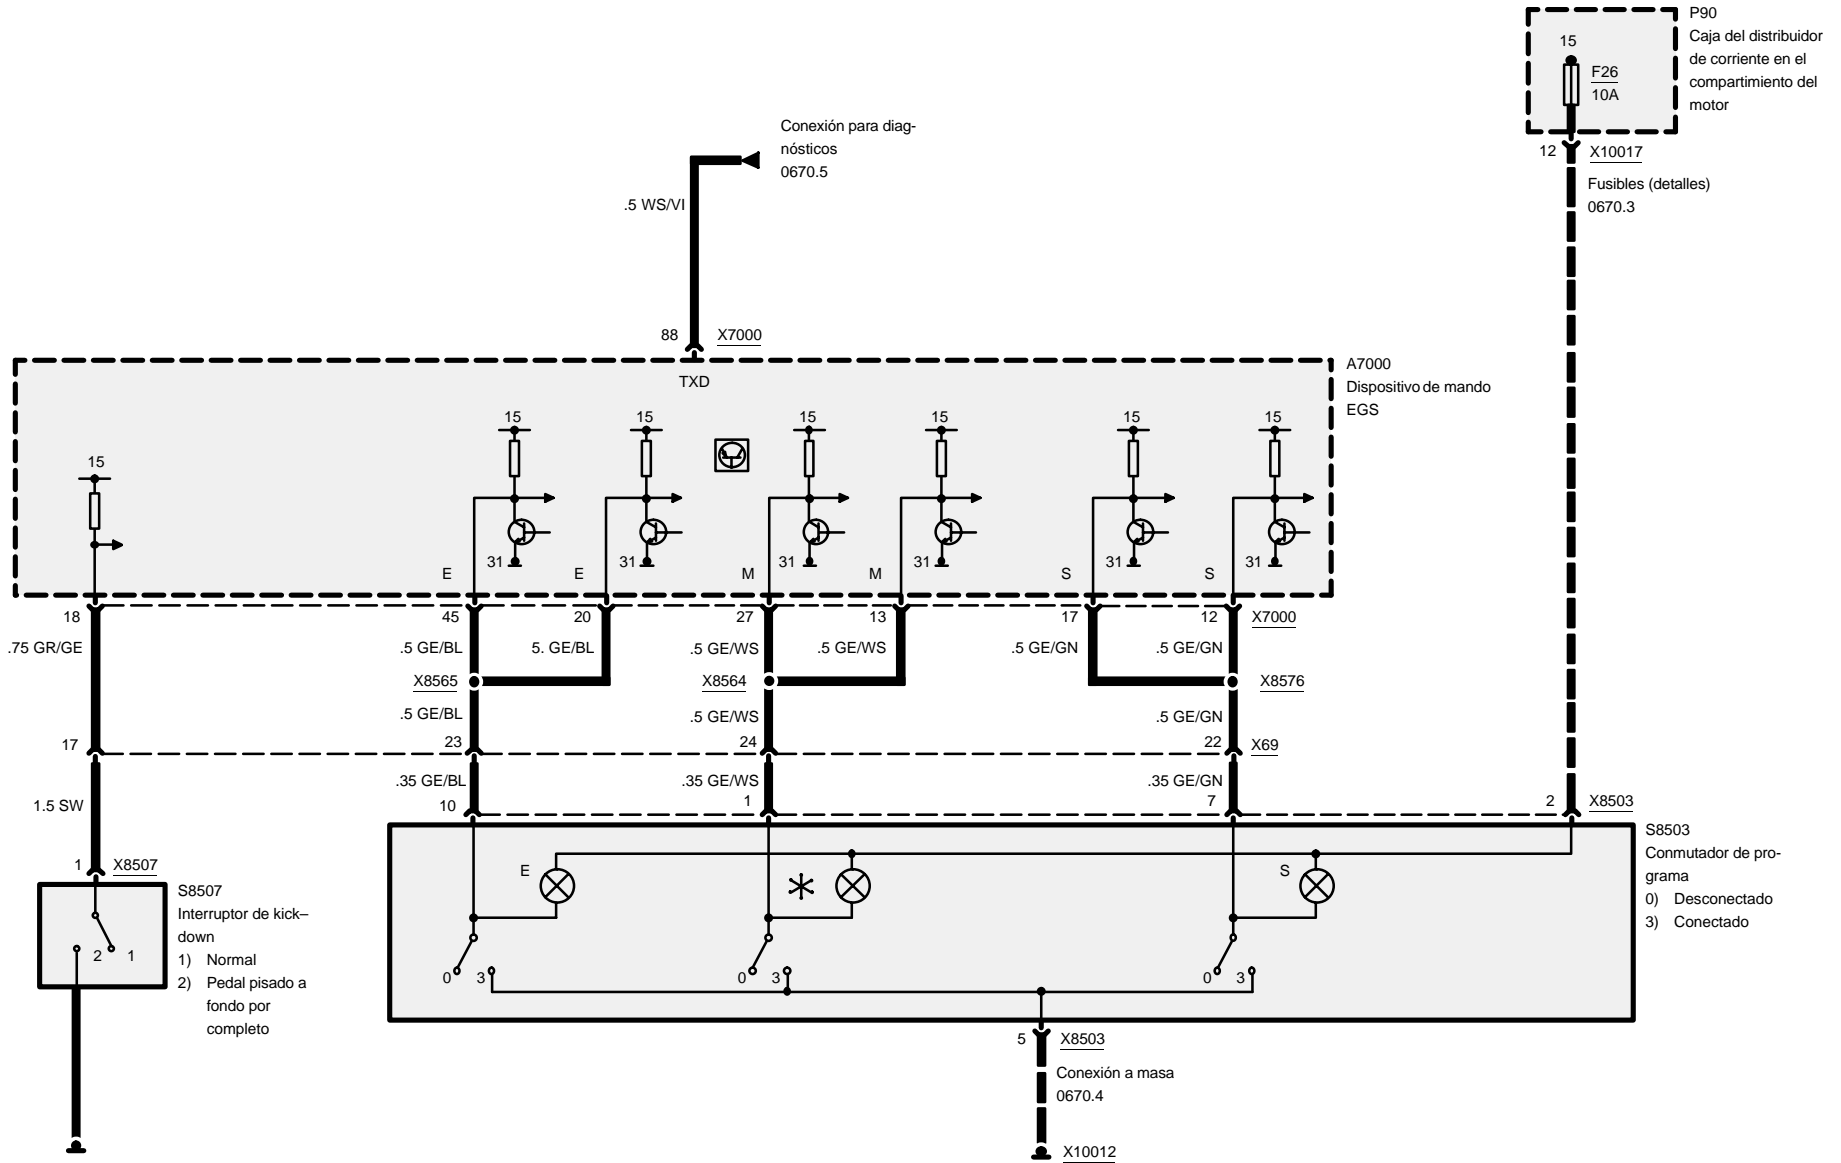 P90
Caja del distribuidor
de corriente en el
compartimiento del
motor
15
F26
10A
12 X10017
Fusibles (detalles)
0670.3
Conexión para diag-
nósticos
0670.5
.5 WS/VI
88 X7000
TXD
A7000
Dispositivo de mando
EGS
15 15 15 15 15 15
15
31 31 31 31 31 31
E E M M S S
18 45 20 27 13 17 12 X7000
.75 GR/GE .5 GE/BL 5. GE/BL .5 GE/WS .5 GE/WS .5 GE/GN .5 GE/GN
X8565 X8564 X8576
.5 GE/BL .5 GE/WS .5 GE/GN
17 23 24 22 X69
.35 GE/BL .35 GE/WS .35 GE/GN
1.5 SW 10 1 7 2 X8503
1 X8507
S8507
Interruptor de kick–
down
1) Normal
2) Pedal pisado a
fondo por
completo
2 1
E S
0 3 0 3 0 3
S8503
Conmutador de pro-
grama
0) Desconectado
3) Conectado
5 X8503
Conexión a masa
0670.4
X10012